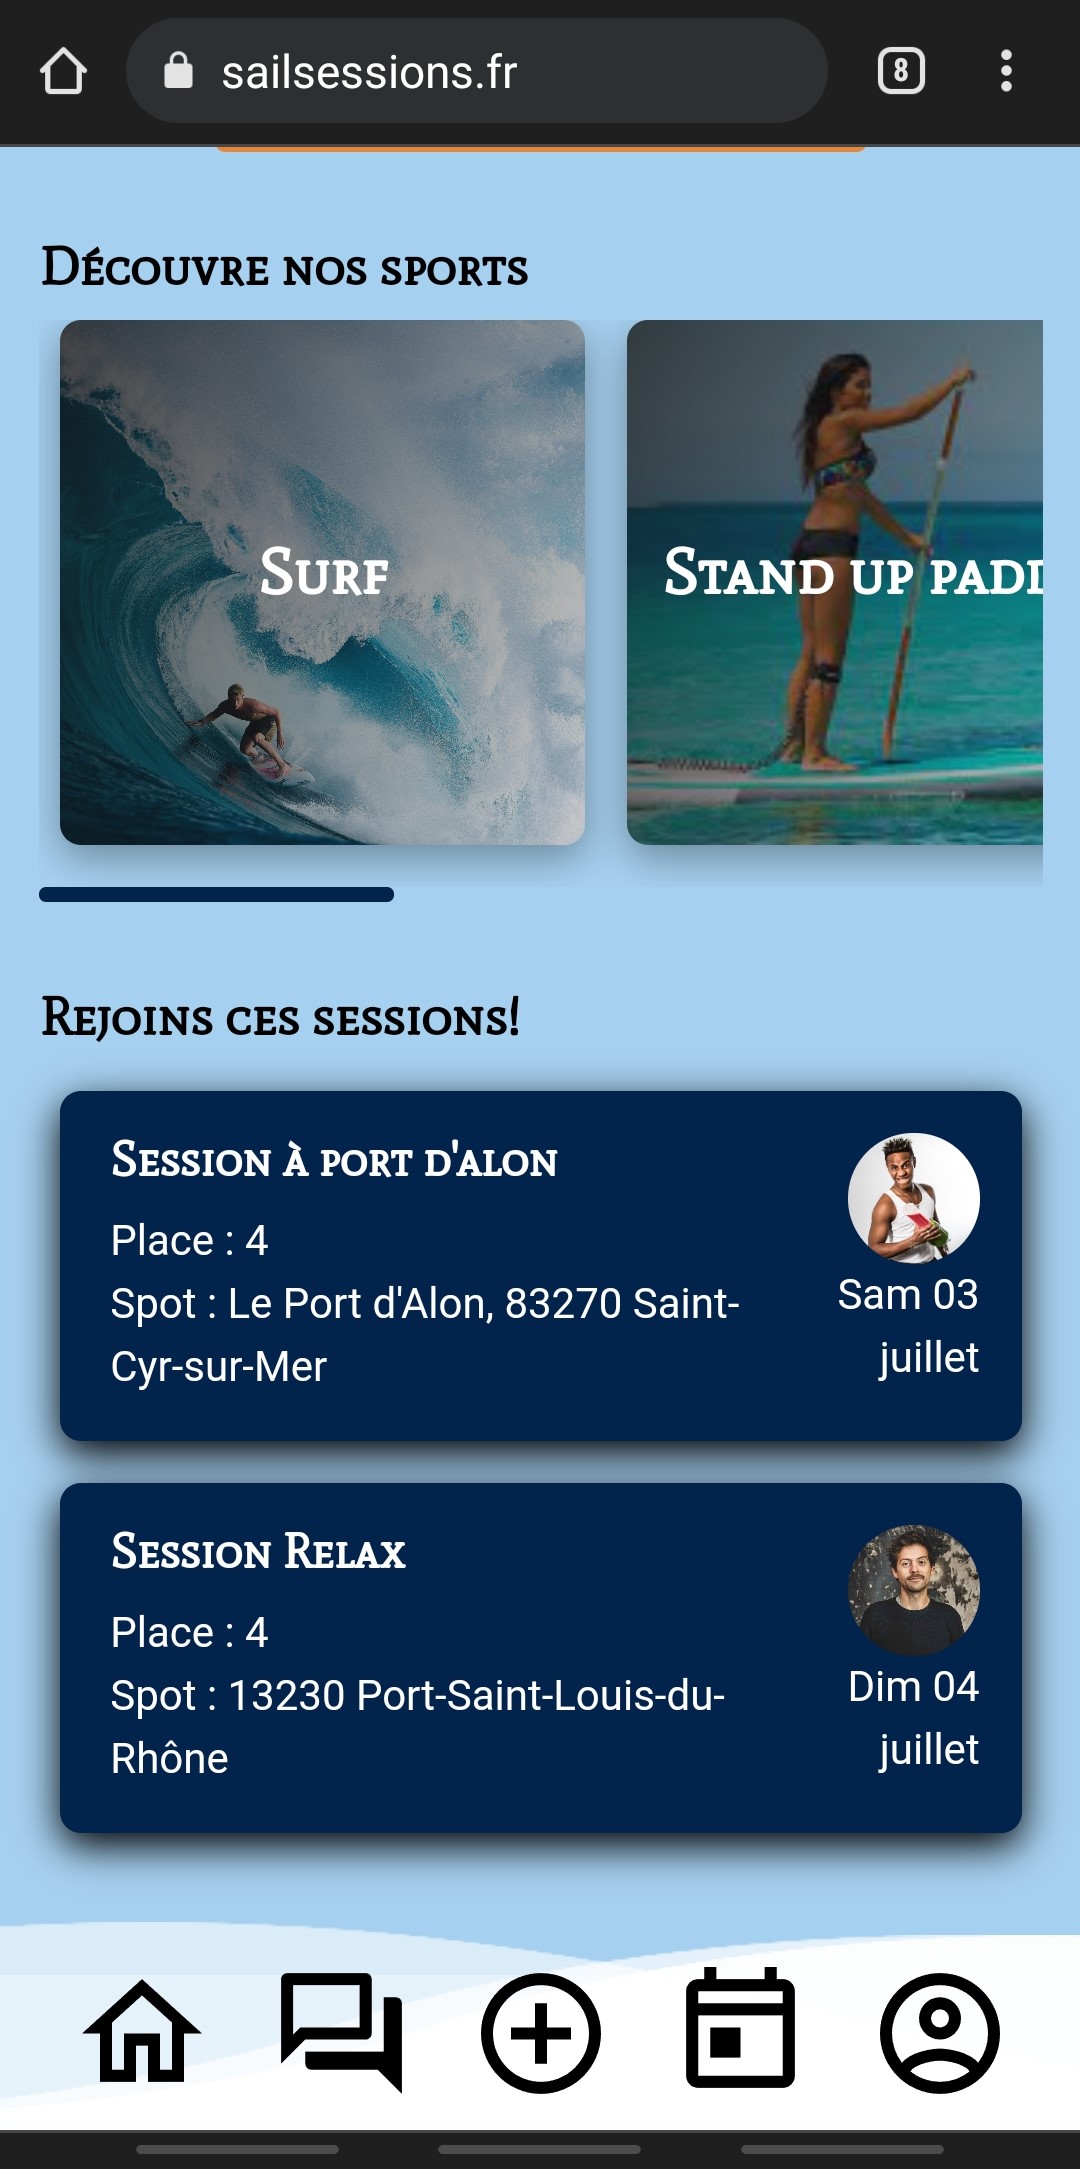 sailsessions.fr
8
Découvre nos sports
Surf
Stand up
Rejoins ces sessions!
Session à port d'alon
Place : 4
Spot : Le Port d'Alon, 83270 Saint-
Cyr-sur-Mer
Sam 03
juillet
Session Relax
Place : 4
Spot : 13230 Port-Saint-Louis-du-
Rhône
Dim 04
juillet